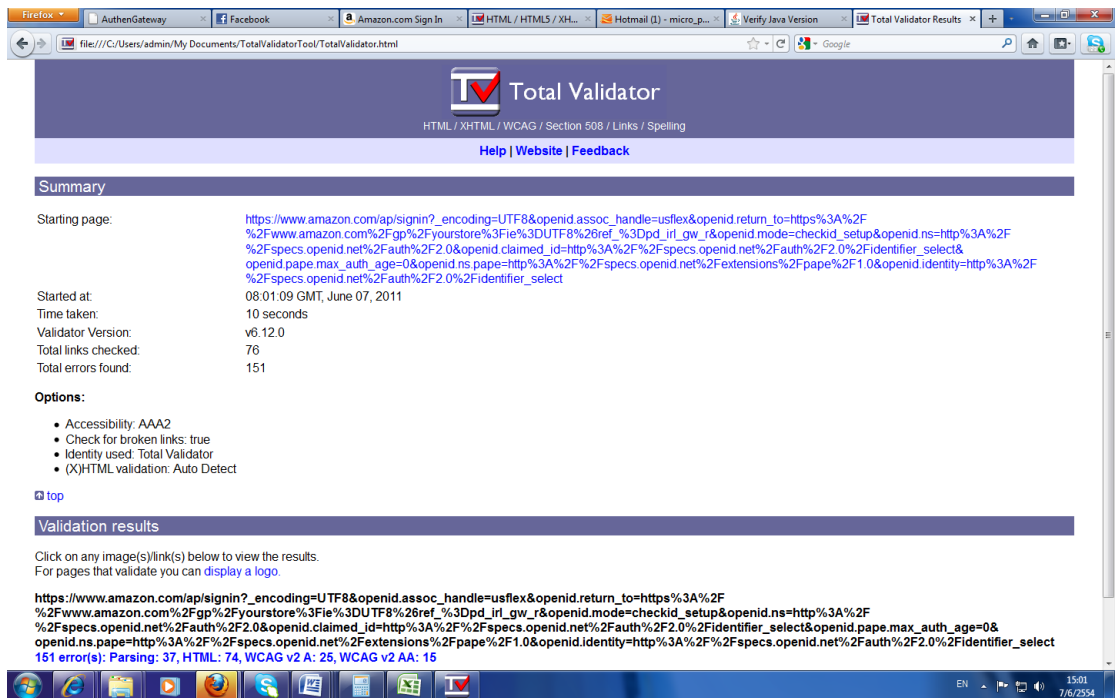 Firefox
AuthenGateway
Facebook
Amazon.com Sign In
HTML / HTML5 / XH...
Hotmail (1) - micro_p...
Verify Java Version
Total Validator Results
file:///C:/Users/admin/My Documents/TotalValidatorTool/TotalValidator.html
Google
TV Total Validator
HTML / XHTML / WCAG / Section 508 / Links / Spelling
Help | Website | Feedback
Summary
Starting page: https://www.amazon.com/ap/signin?_encoding=UTF8&openid.assoc_handle=usflex&openid.return_to=https%3A%2F
%2Fwww.amazon.com%2Fgp%2Fyourstore%3Fie%3DUTF8%26ref_%3Dpd_irl_gw_r&openid.mode=checkid_setup&openid.ns=http%3A%2F
%2Fspecs.openid.net%2Fauth%2F2.0&openid.claimed_id=http%3A%2F%2Fspecs.openid.net%2Fauth%2F2.0%2Fidentifier_select&
openid.pape.max_auth_age=0&openid.ns.pape=http%3A%2F%2Fspecs.openid.net%2Fextensions%2Fpape%2F1.0&openid.identity=http%3A%2F
%2Fspecs.openid.net%2Fauth%2F2.0%2Fidentifier_select
Started at: 08:01:09 GMT, June 07, 2011
Time taken: 10 seconds
Validator Version: v6.12.0
Total links checked: 76
Total errors found: 151
Options:
Accessibility: AAA2
Check for broken links: true
Identity used: Total Validator
(X)HTML validation: Auto Detect
top
Validation results
Click on any image(s)/link(s) below to view the results.
For pages that validate you can display a logo.
https://www.amazon.com/ap/signin?_encoding=UTF8&openid.assoc_handle=usflex&openid.return_to=https%3A%2F
%2Fwww.amazon.com%2Fgp%2Fyourstore%3Fie%3DUTF8%26ref_%3Dpd_irl_gw_r&openid.mode=checkid_setup&openid.ns=http%3A%2F
%2Fspecs.openid.net%2Fauth%2F2.0&openid.claimed_id=http%3A%2F%2Fspecs.openid.net%2Fauth%2F2.0%2Fidentifier_select&openid.pape.max_auth_age=0&
openid.ns.pape=http%3A%2F%2Fspecs.openid.net%2Fextensions%2Fpape%2F1.0&openid.identity=http%3A%2F%2Fspecs.openid.net%2Fauth%2F2.0%2Fidentifier_select
151 error(s): Parsing: 37, HTML: 74, WCAG v2 A: 25, WCAG v2 AA: 15
EN
15:01
7/6/2554